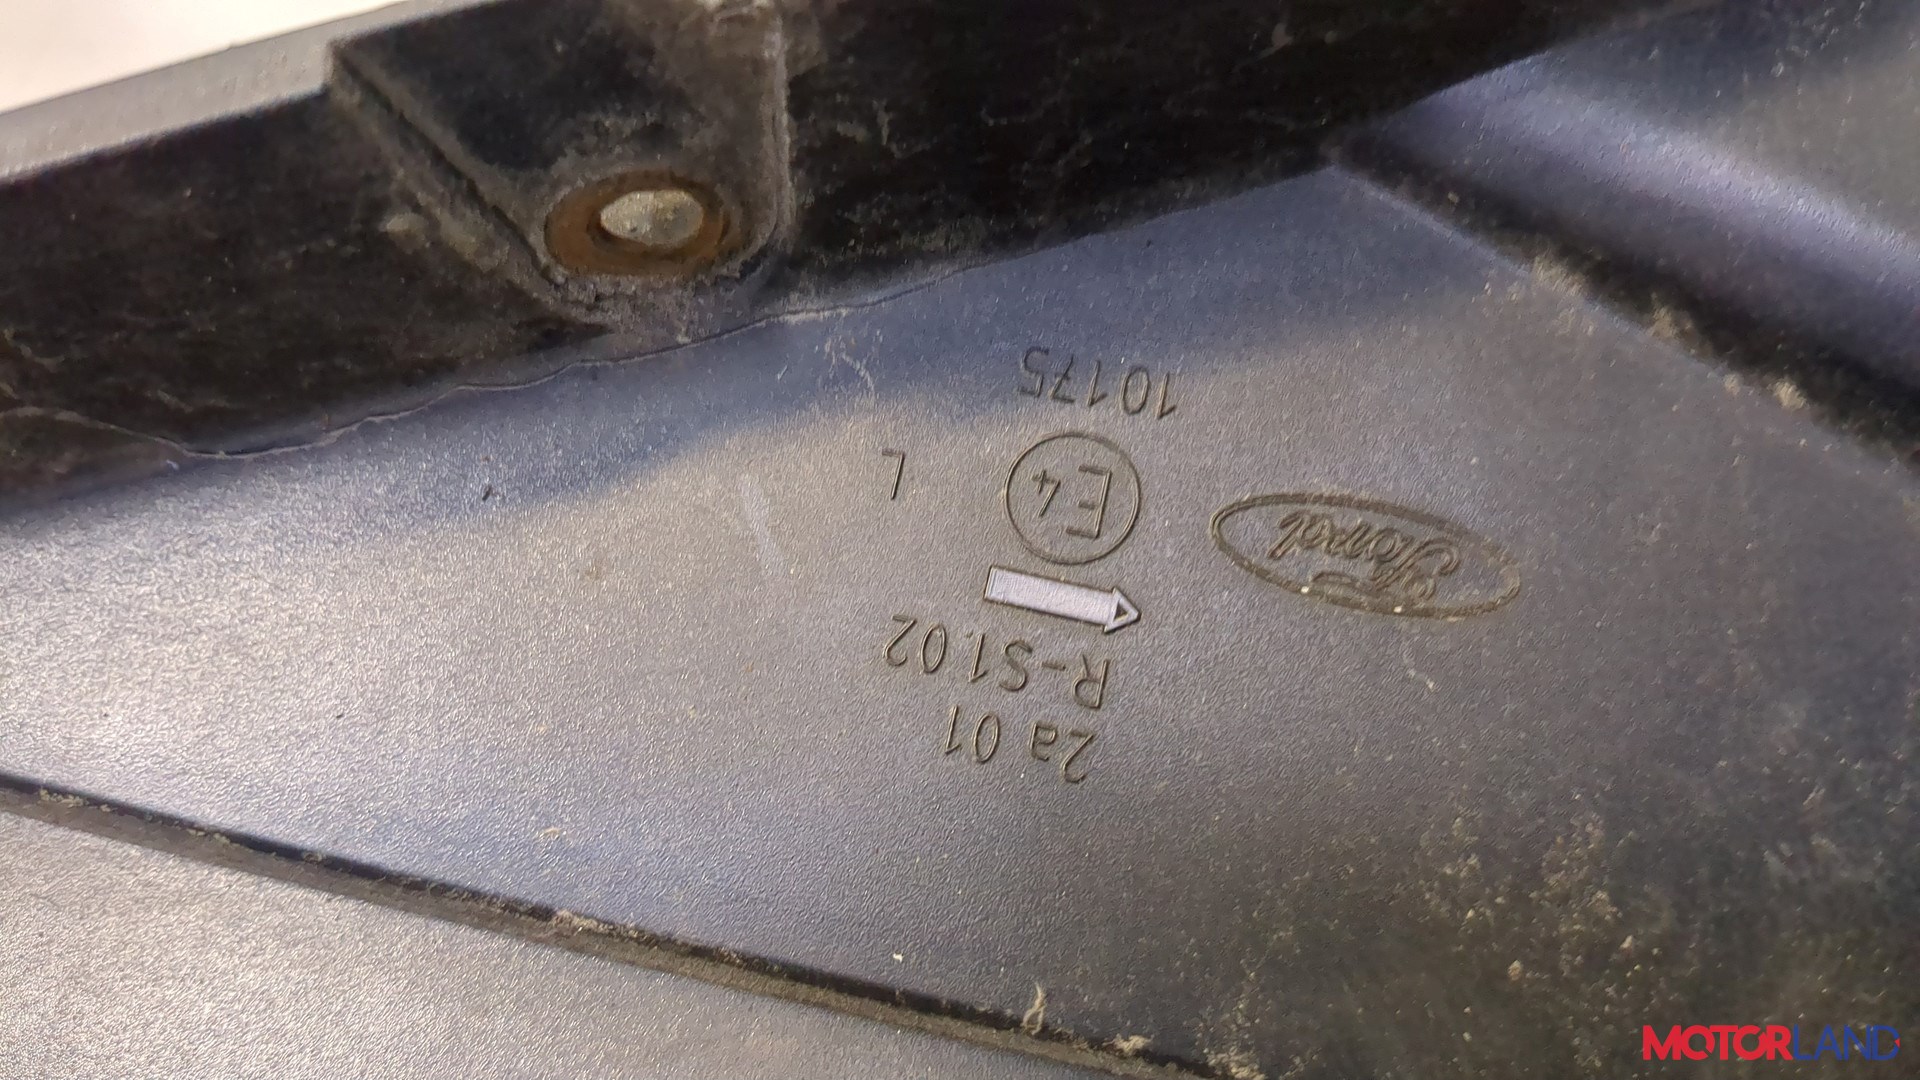 2a 01
R-S1.02
E4
L
10175
Ford
MOTORLAND